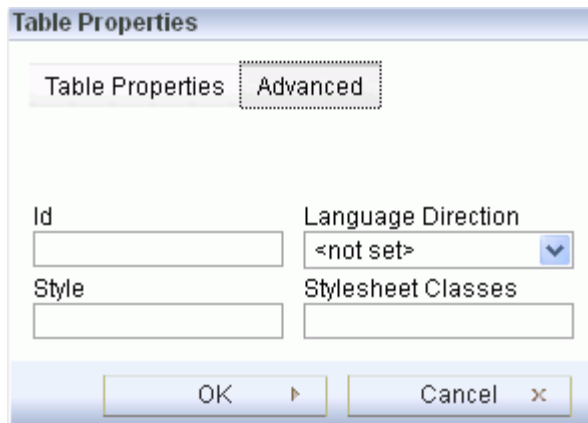 Table Properties
Table Properties Advanced
Id Language Direction
<not set>
Style Stylesheet Classes
OK Cancel